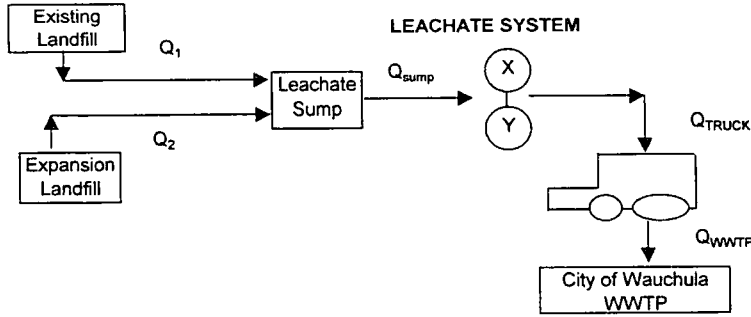 Existing
Landfill
LEACHATE SYSTEM
Q1
Leachate
Sump
Qsump
X
Y
Q2
QTRUCK
Expansion
Landfill
QWWTP
City of Wauchula
WWTP